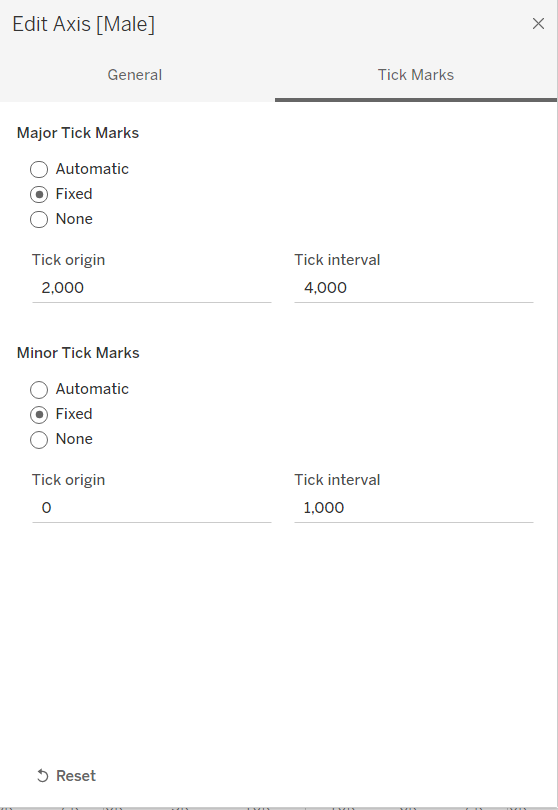 Edit Axis [Male]
General Tick Marks
Major Tick Marks
Automatic
Fixed
None
Tick origin Tick interval
2,000 4,000
Minor Tick Marks
Automatic
Fixed
None
Tick origin Tick interval
0 1,000
Reset